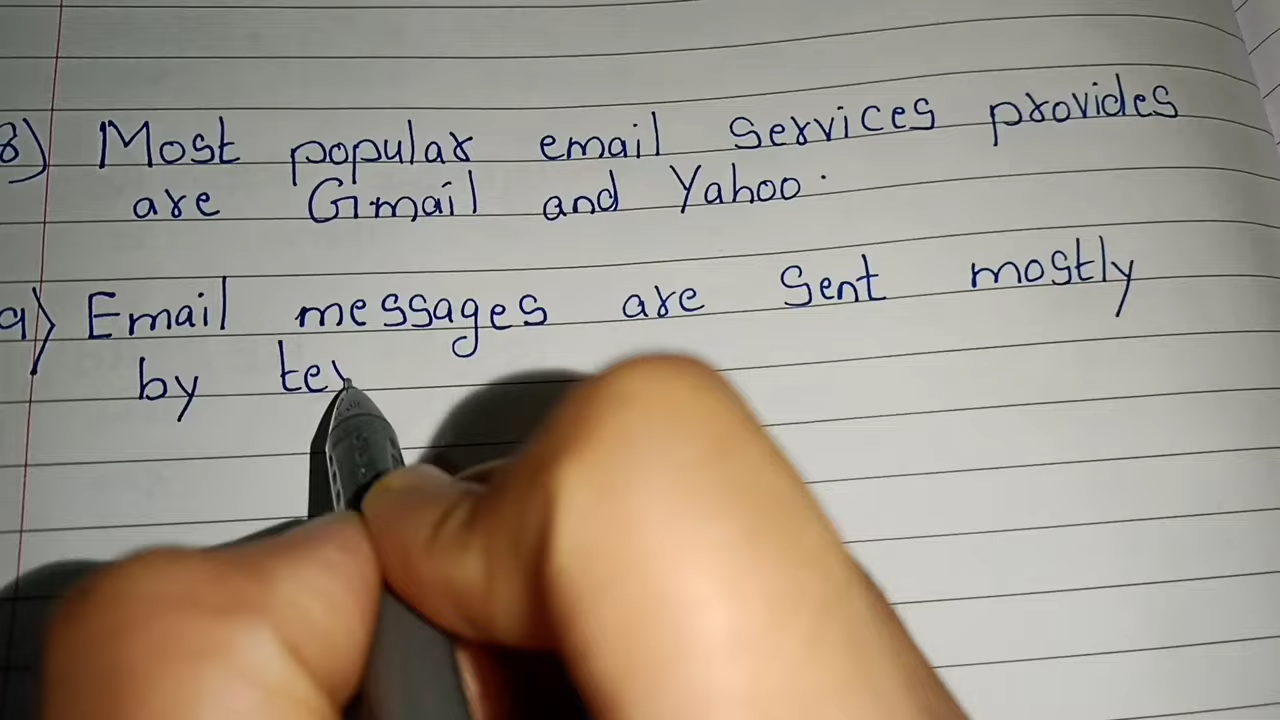 8) Most popular email services provides
are Gmail and Yahoo.
9) Email messages are sent mostly
by